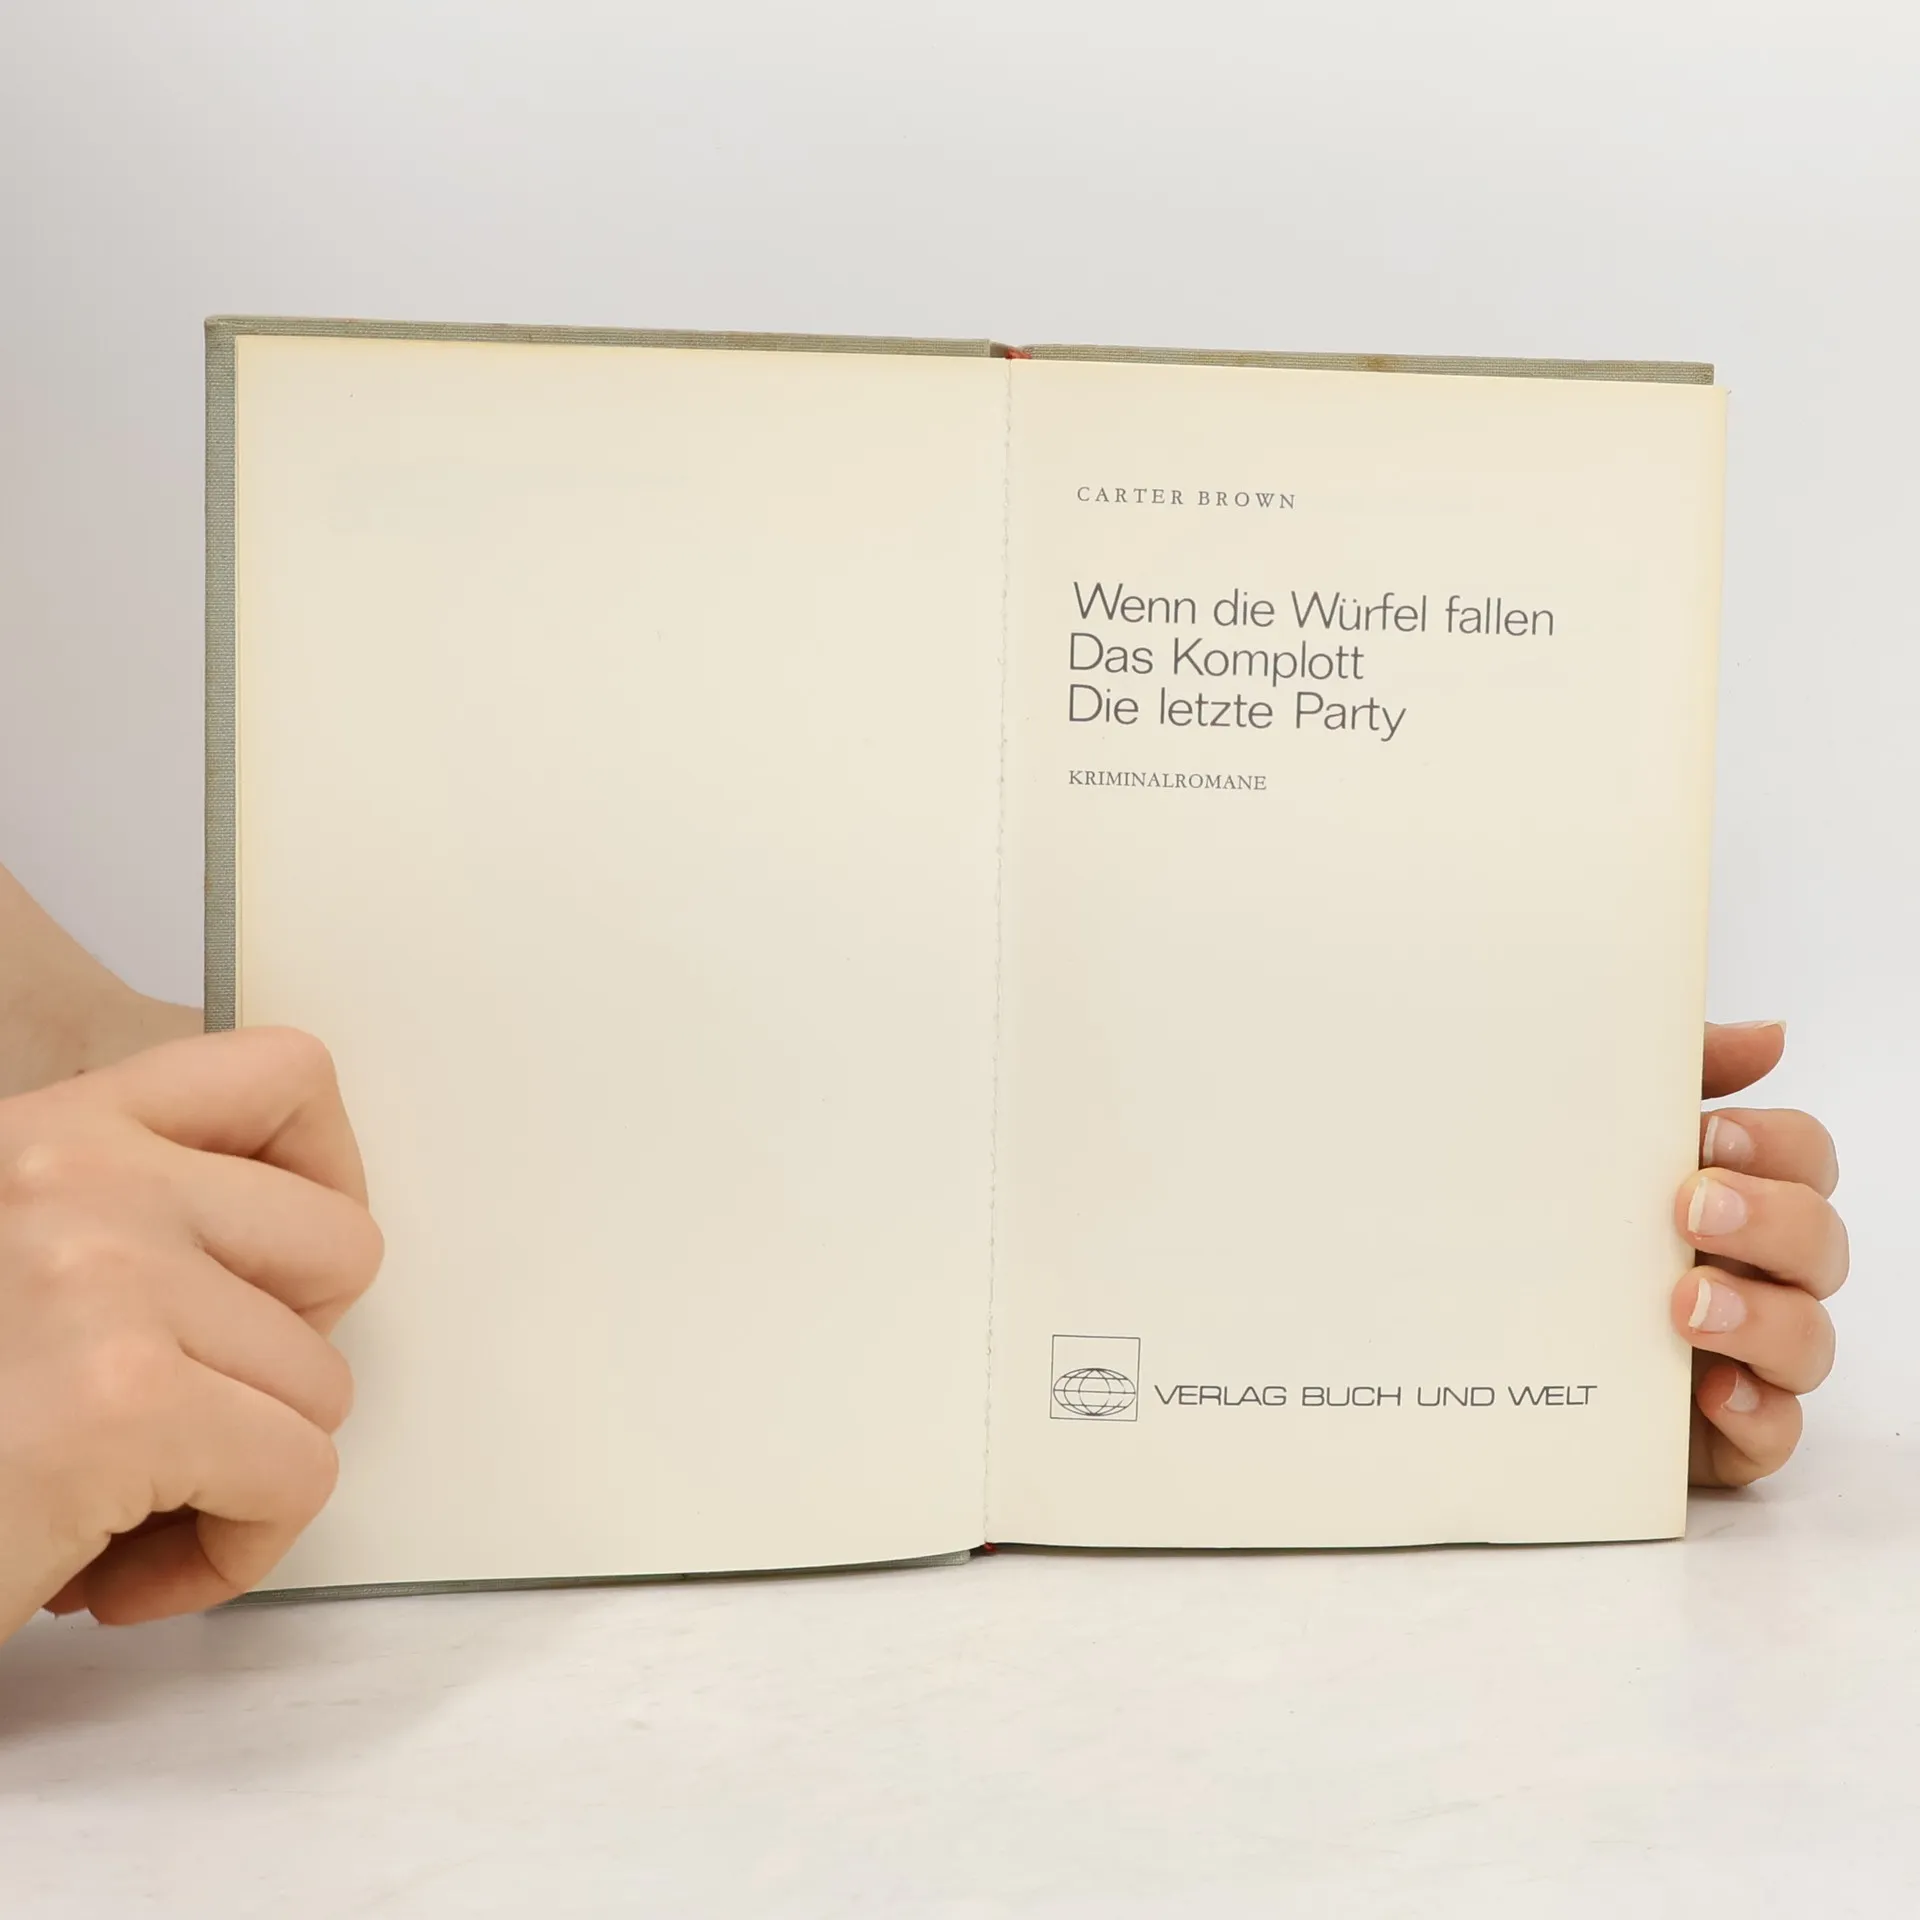 CARTER BROWN
Wenn die Würfel fallen
Das Komplott
Die letzte Party
KRIMINALROMANE
VERLAG BUCH UND WELT